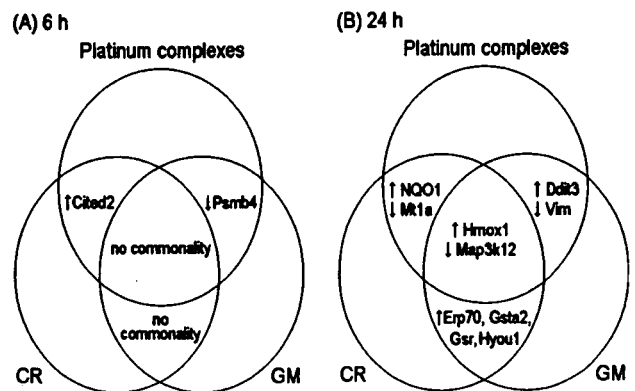 (A) 6 h
Platinum complexes
↑Cited2
↓Psmb4
no commonality
no
commonality
CR
GM
(B) 24 h
Platinum complexes
↑ NQO1
↓ Mt1a
↑ Ddit3
↓ Vim
↑ Hmox1
↓ Map3k12
↑Erp70, Gsta2,
Gsr, Hyou1
CR
GM